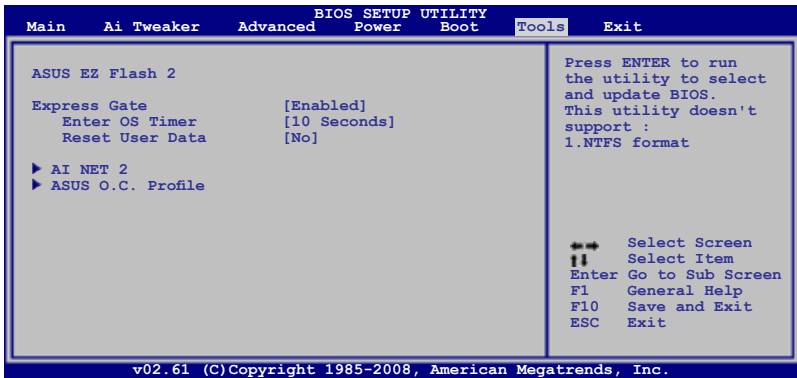 BIOS SETUP UTILITY
Main Ai Tweaker Advanced Power Boot Tools Exit
ASUS EZ Flash 2
Express Gate [Enabled]
Enter OS Timer [10 Seconds]
Reset User Data [No]
AI NET 2
ASUS O.C. Profile
Press ENTER to run
the utility to select
and update BIOS.
This utility doesn't
support :
1.NTFS format
Select Screen
Select Item
Enter Go to Sub Screen
F1 General Help
F10 Save and Exit
ESC Exit
v02.61 (C)Copyright 1985-2008, American Megatrends, Inc.